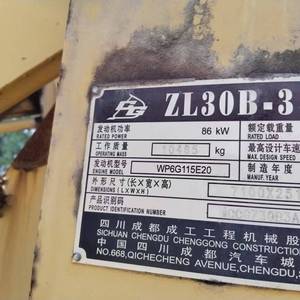 ZL30B-3
发动机功率 86 kW 额定载重量
RATED POWER RATED LOAD
工作质量 10485 kg 最高设计车速
OPERATING MASS MAX.DESIGN SPEED
发动机型号 WP6G115E20 制造年度
ENGINE MODEL
外形尺寸(长×宽×高)
DIMENSIONS(L×W×H)
产品识别码
PRODUCT IDENTIFICATION NUMBER
四川成都成工工程机械股
SICHUAN CHENGDU CHENGGONG CONSTRUCTION
中国四川成都汽车城
NO.668,QICHECHENG AVENUE,CHENGDU,S